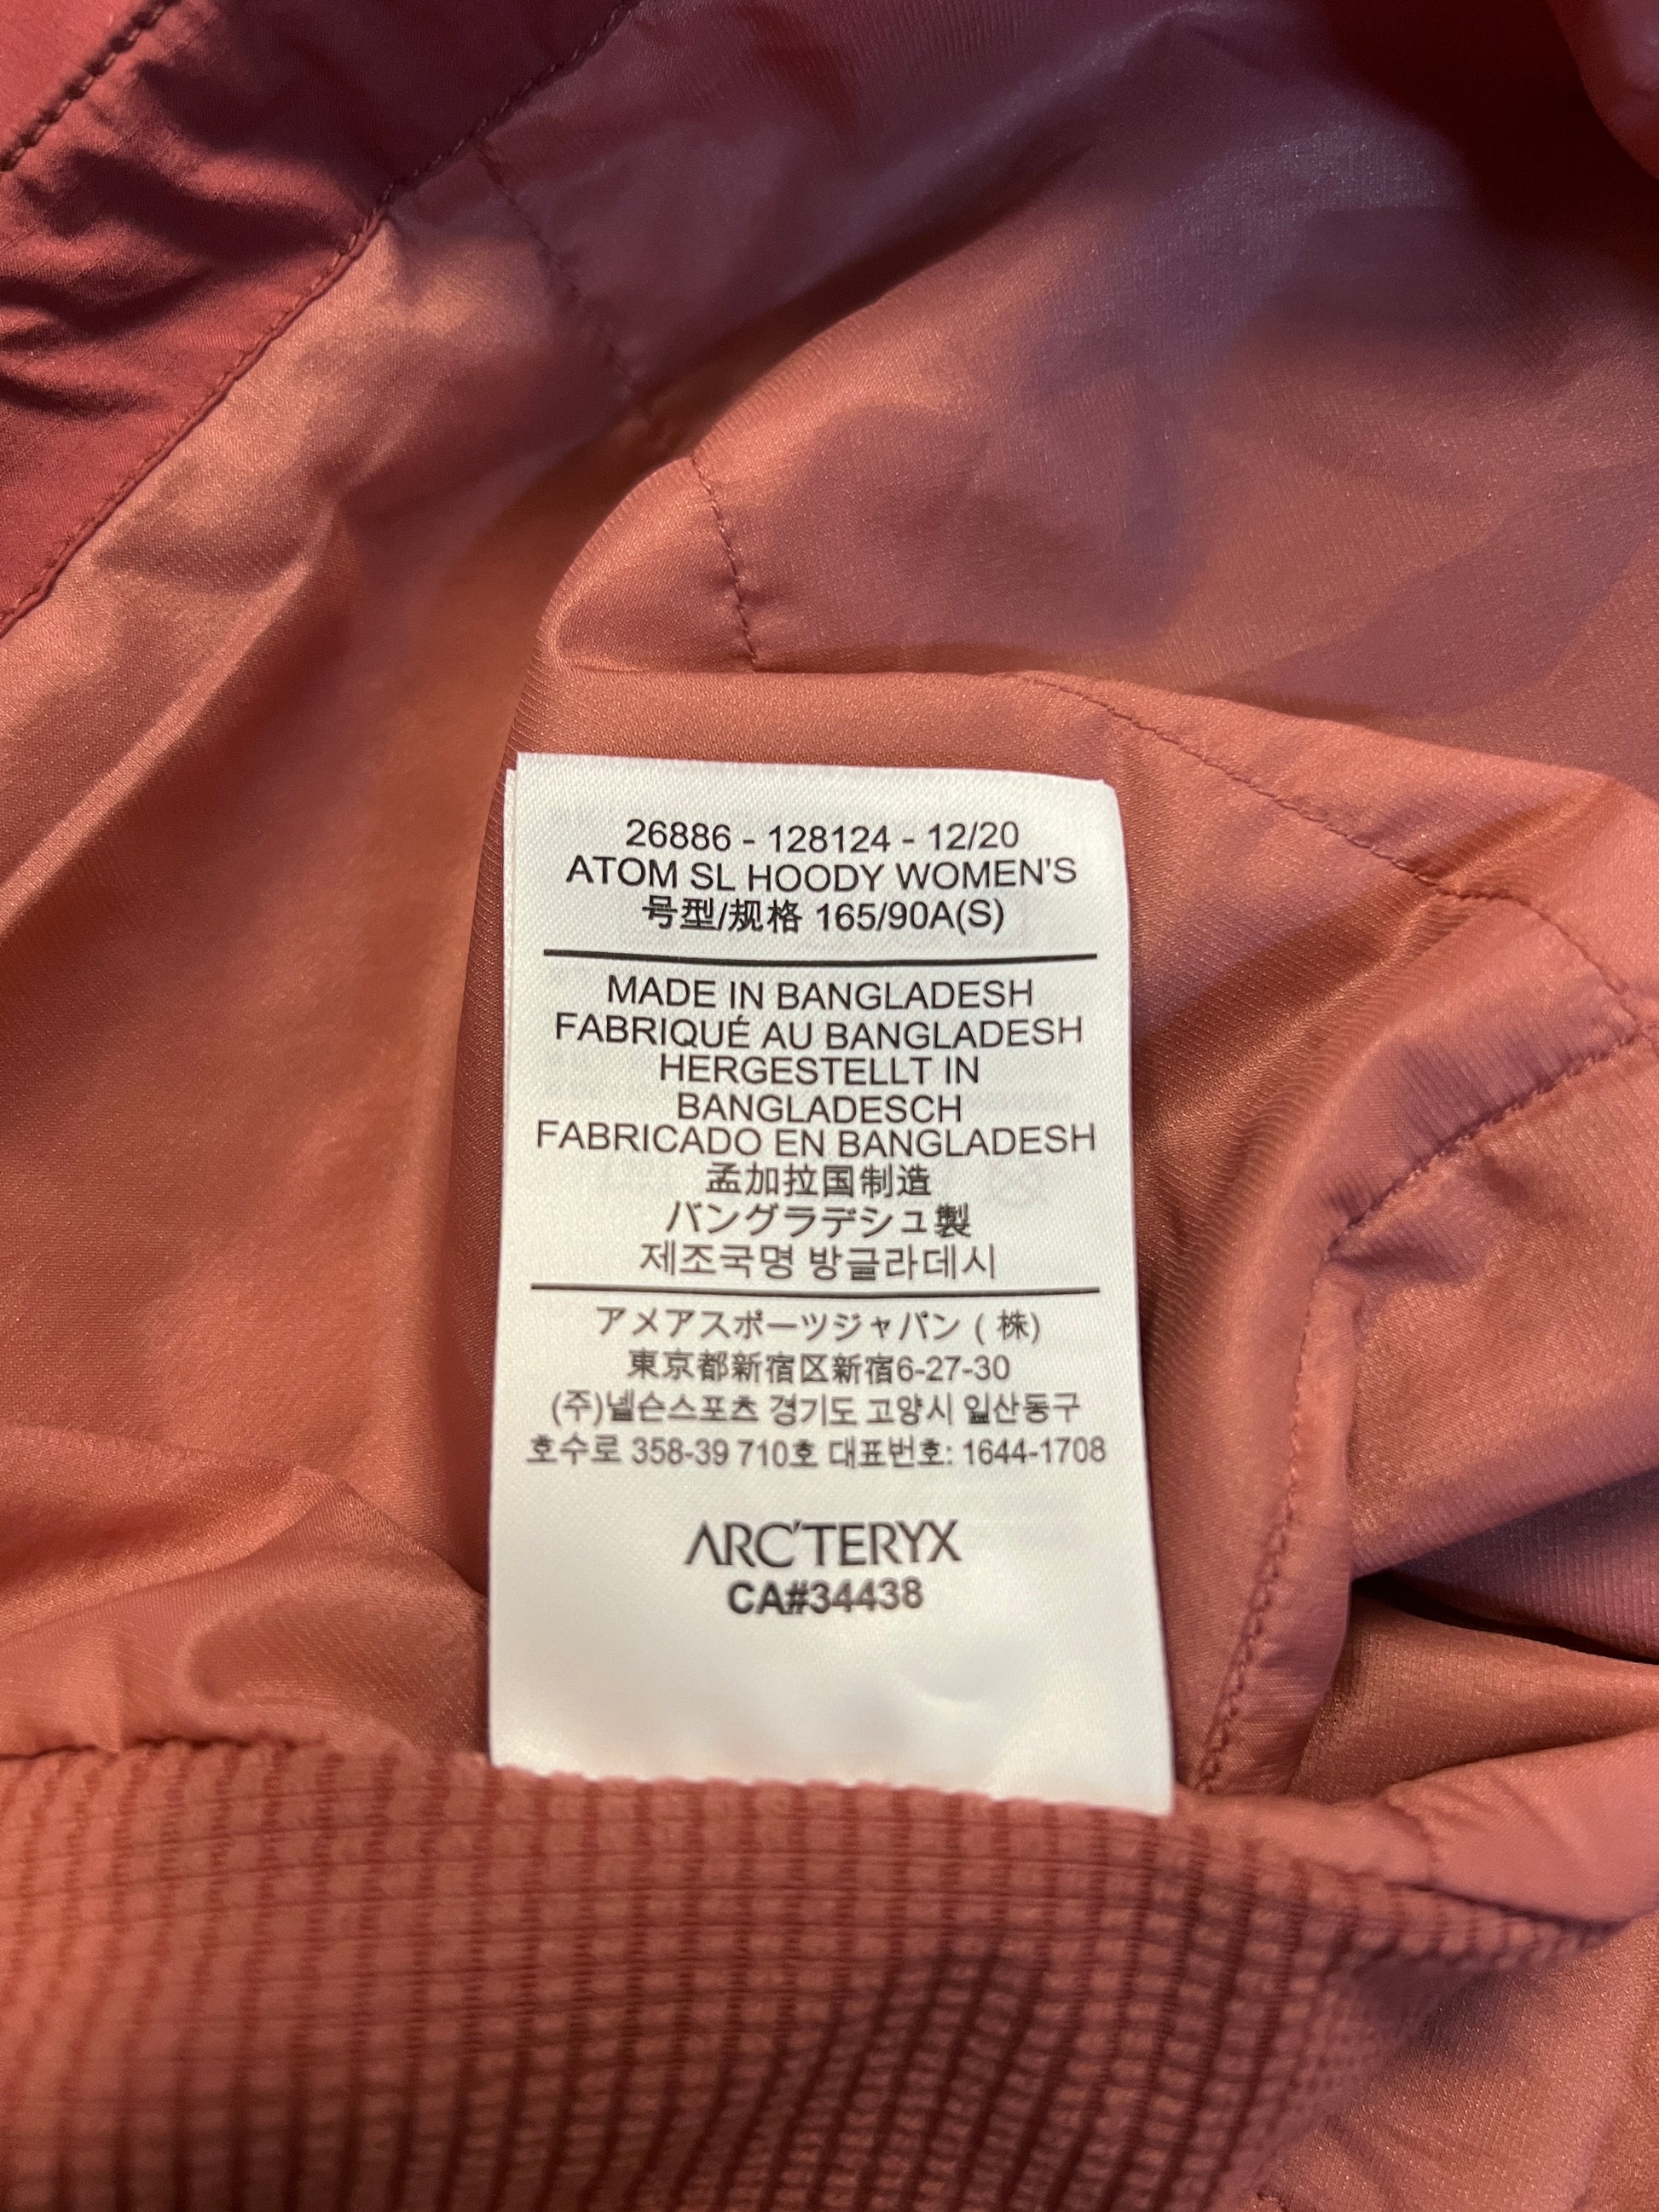 26886 - 128124 - 12/20
ATOM SL HOODY WOMEN'S
号型/规格 165/90A(S)
MADE IN BANGLADESH
FABRIQUÉ AU BANGLADESH
HERGESTELLT IN
BANGLADESCH
FABRICADO EN BANGLADESH
孟加拉国制造
バングラデシュ製
제조국명 방글라데시
アメアスポーツジャパン ( 株)
東京都新宿区新宿6-27-30
(주)넬슨스포츠 경기도 고양시 일산동구
호수로 358-39 710호 대표번호: 1644-1708
ARC'TERYX
CA#34438